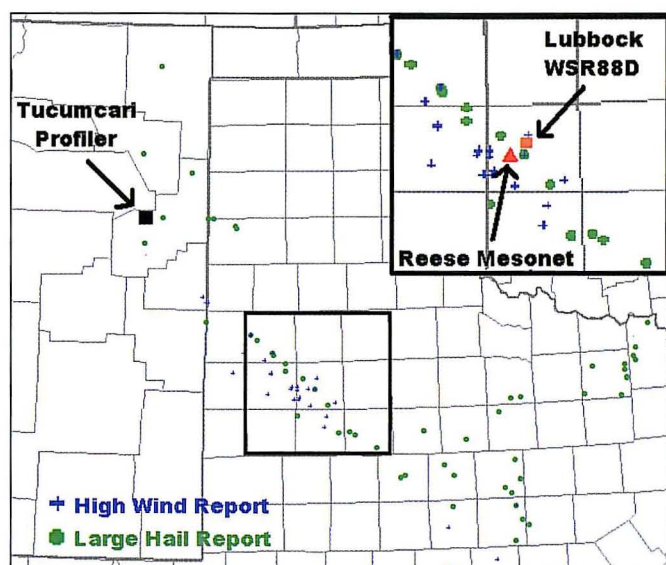 Lubbock
WSR88D
Tucumcari
Profiler
Reese Mesonet
High Wind Report
Large Hail Report